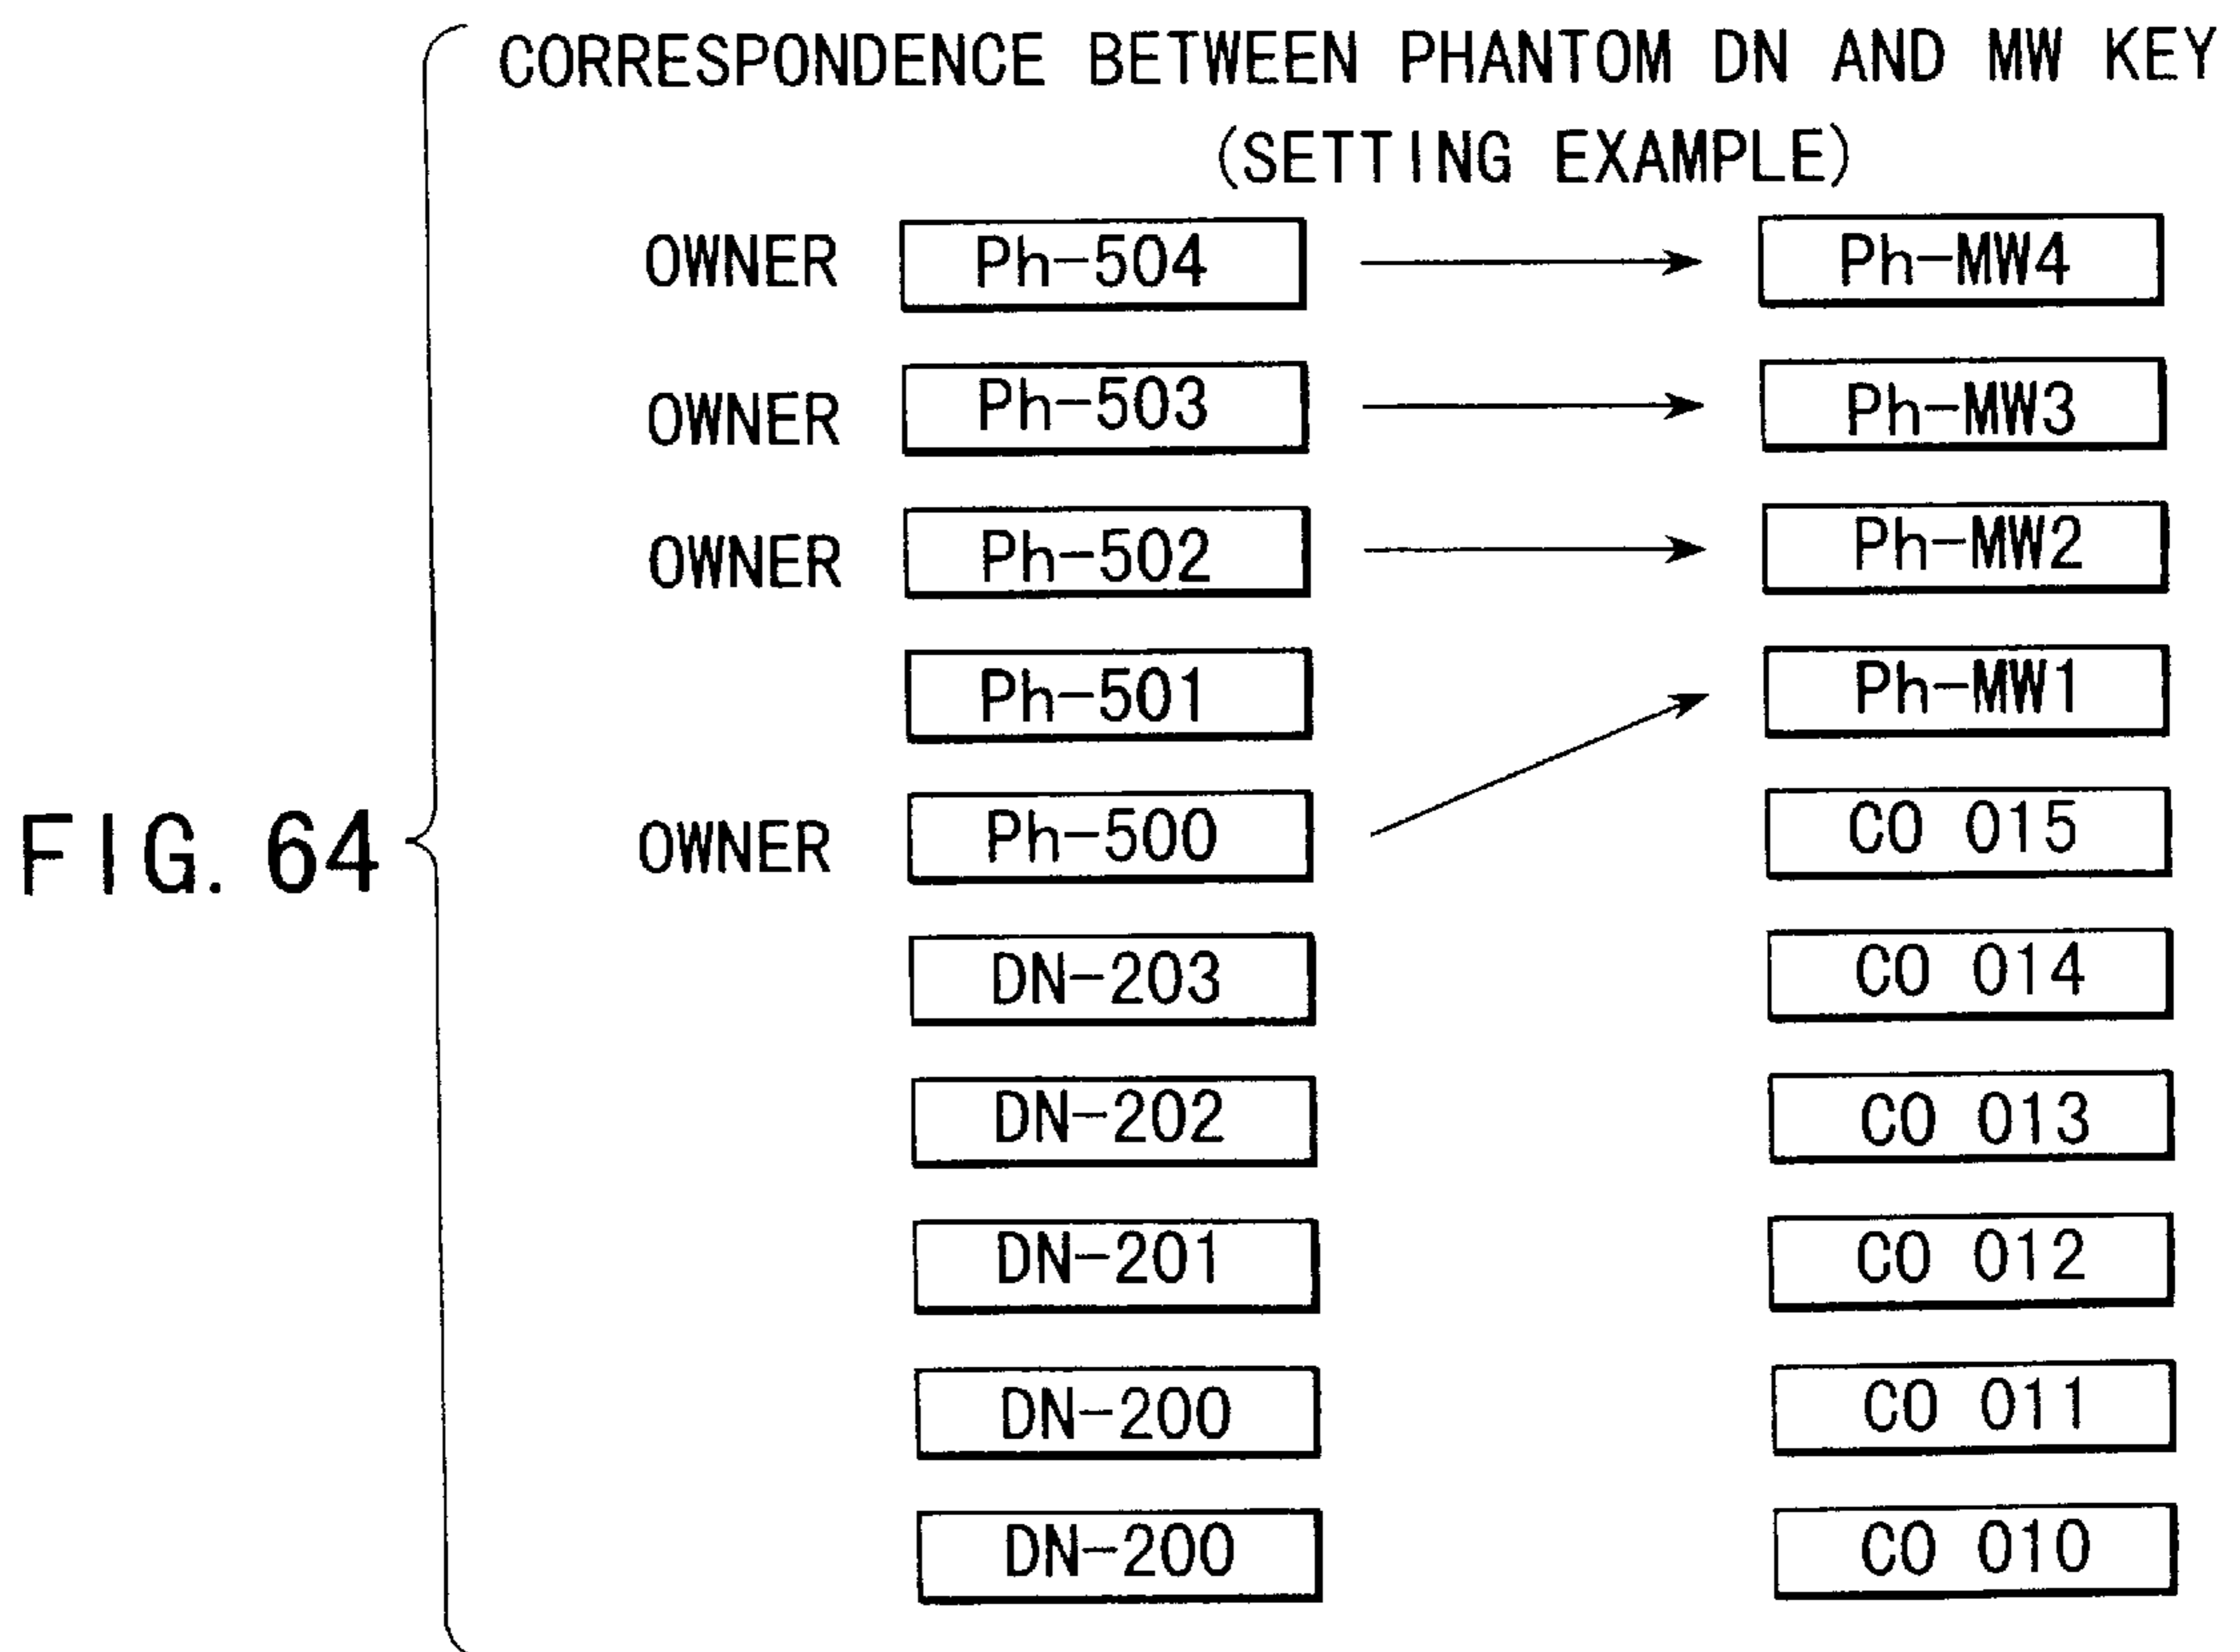 CORRESPONDENCE BETWEEN PHANTOM DN AND MW KEY
(SETTING EXAMPLE)
OWNER Ph-504 Ph-MW4
OWNER Ph-503 Ph-MW3
OWNER Ph-502 Ph-MW2
Ph-501 Ph-MW1
FIG. 64 OWNER Ph-500 CO 015
DN-203 CO 014
DN-202 CO 013
DN-201 CO 012
DN-200 CO 011
DN-200 CO 010